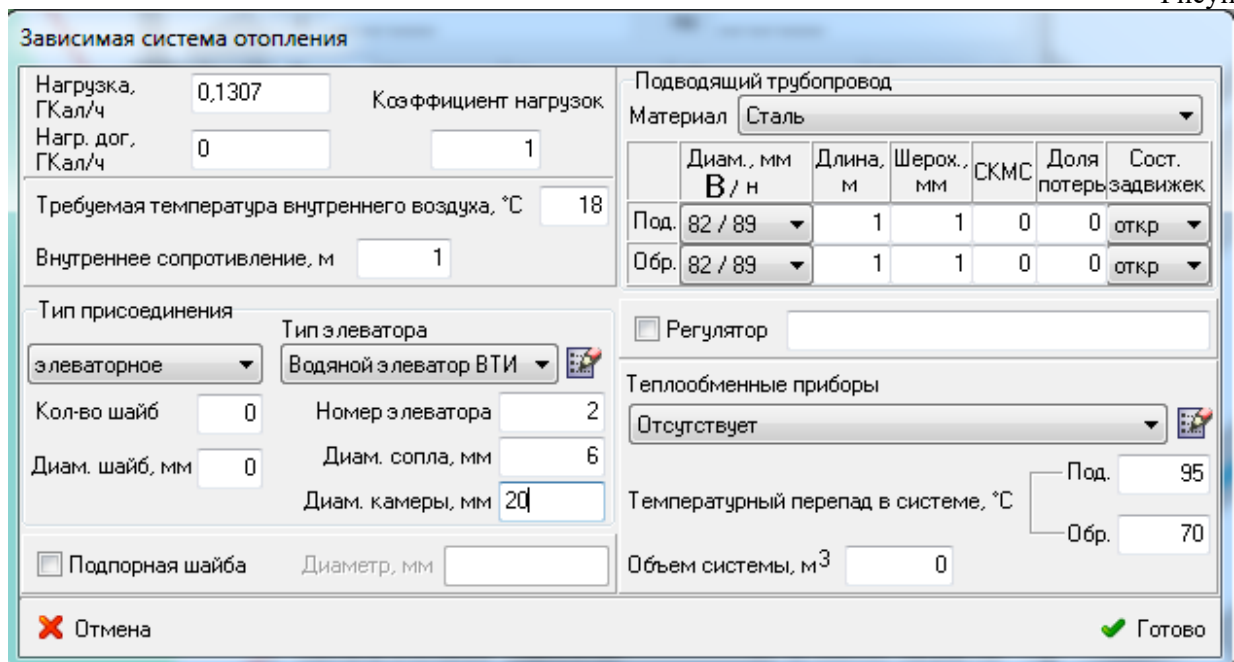 Рисун
Зависимая система отопления
Нагрузка, ГКал/ч 0,1307 Коэффициент нагрузок
Нагр. дог, ГКал/ч 0 1
Требуемая температура внутреннего воздуха, °С 18
Внутреннее сопротивление, м 1
Подводящий трубопровод
Материал Сталь
Диам., мм В / н Длина, м Шерох., мм СКМС Доля потерь Сост. задвижек
Под. 82 / 89 1 1 0 0 откр
Обр. 82 / 89 1 1 0 0 откр
Тип присоединения
Тип элеватора
элеваторное Водяной элеватор ВТИ
Кол-во шайб 0 Номер элеватора 2
Диам. шайб, мм 0 Диам. сопла, мм 6
Диам. камеры, мм 20
Регулятор
Теплообменные приборы
Отсутствует
Температурный перепад в системе, °С
Под. 95
Обр. 70
Подпорная шайба Диаметр, мм
Объем системы, м3 0
Отмена Готово